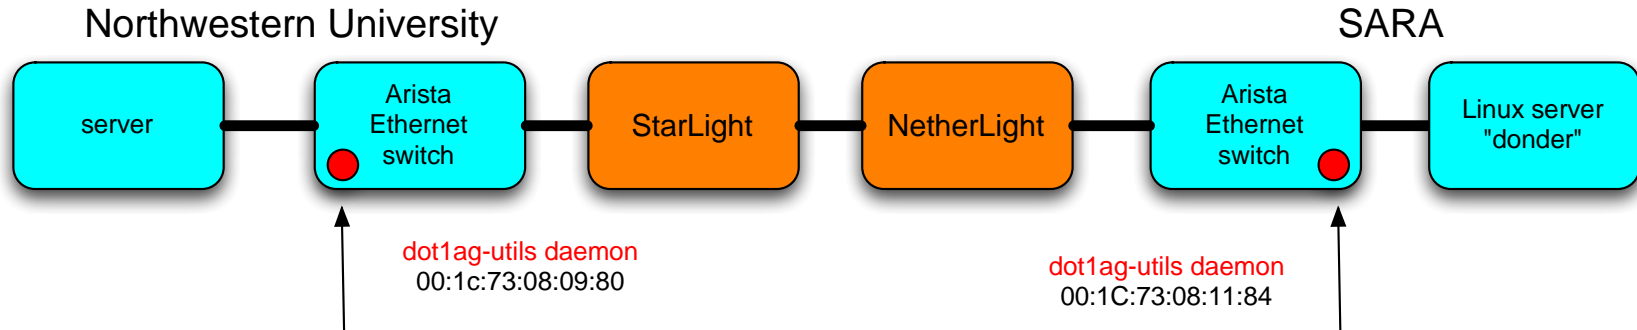 Northwestern University
SARA
server
Arista
Ethernet
switch
StarLight
NetherLight
Arista
Ethernet
switch
Linux server
"donder"
dot1ag-utils daemon
00:1c:73:08:09:80
dot1ag-utils daemon
00:1C:73:08:11:84